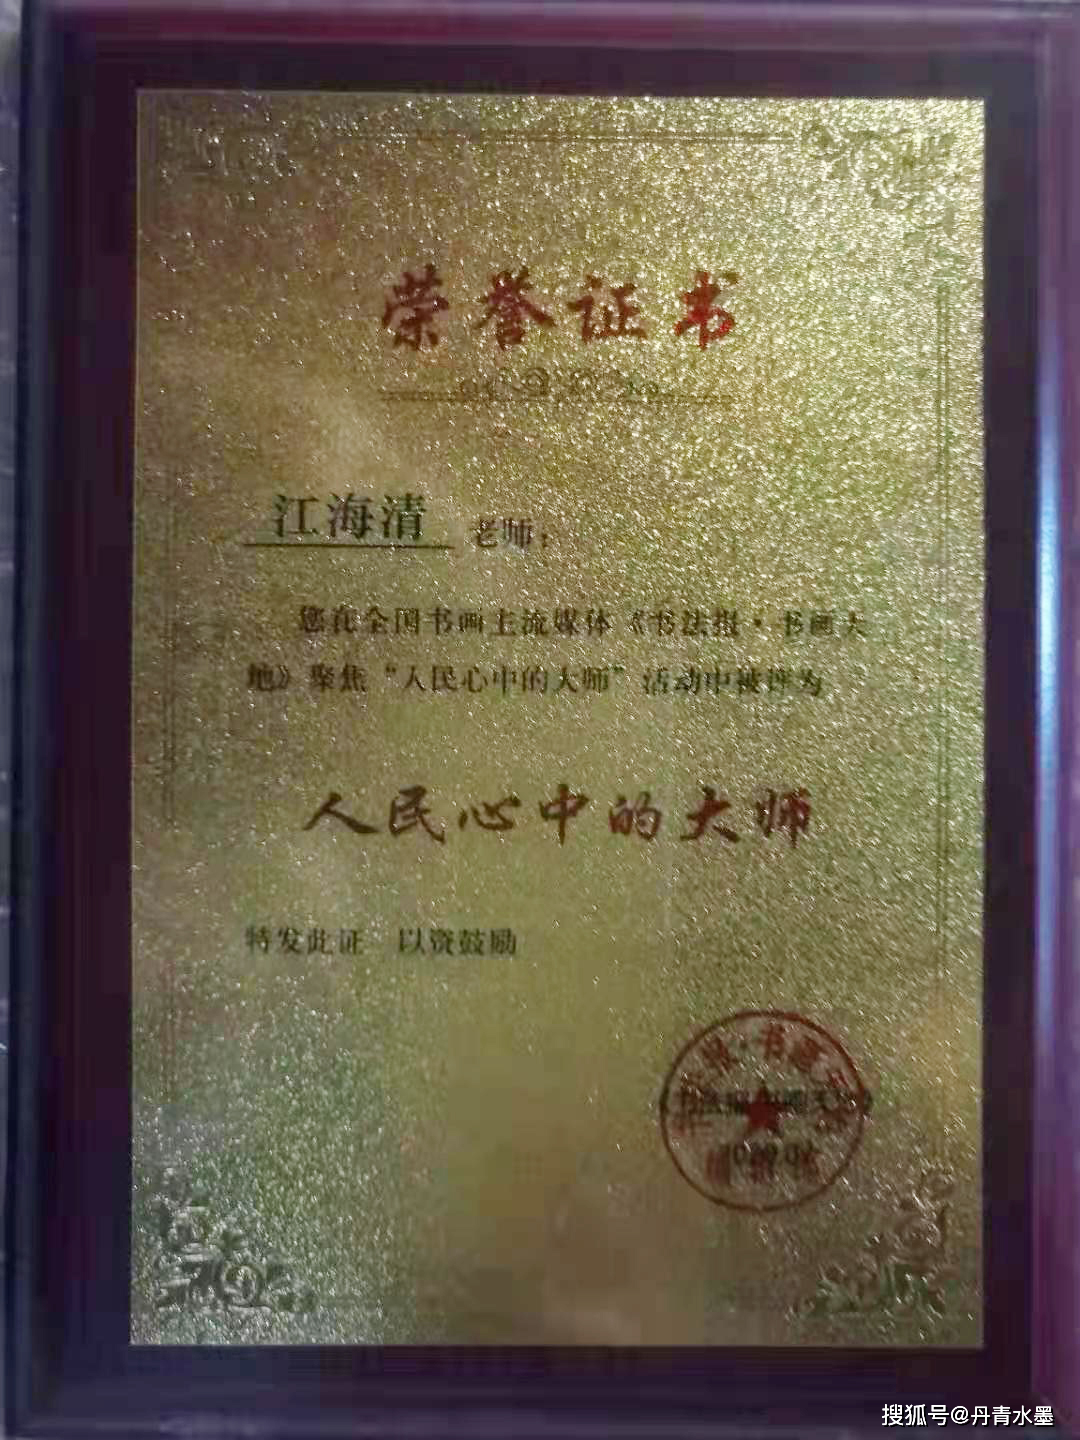 荣誉证书
江海清 老师：
您在全国书画主流媒体《书法报·书画天
地》聚焦“人民心中的大师”活动中被评为
人民心中的大师
特发此证 以资鼓励
搜狐号@丹青水墨